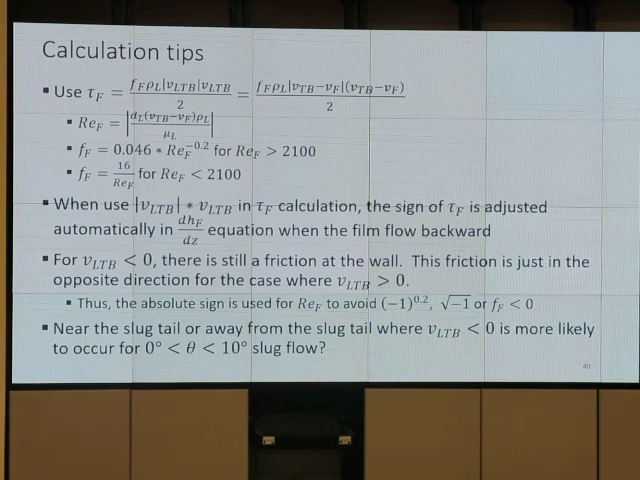 Calculation tips
▪ Use τ_F = f_F ρ_L|v_LTB|v_LTB / 2 = f_F ρ_L|v_TB−v_F|(v_TB−v_F) / 2
▪ Re_F = |d_L(v_TB−v_F)ρ_L / μ_L|
▪ f_F = 0.046 * Re_F^−0.2 for Re_F > 2100
▪ f_F = 16 / Re_F for Re_F < 2100
▪ When use |v_LTB| * v_LTB in τ_F calculation, the sign of τ_F is adjusted
automatically in dh_F / dz equation when the film flow backward
▪ For v_LTB < 0, there is still a friction at the wall. This friction is just in the
opposite direction for the case where v_LTB > 0.
▪ Thus, the absolute sign is used for Re_F to avoid (−1)^0.2, √−1 or f_F < 0
▪ Near the slug tail or away from the slug tail where v_LTB < 0 is more likely
to occur for 0° < θ < 10° slug flow?
40